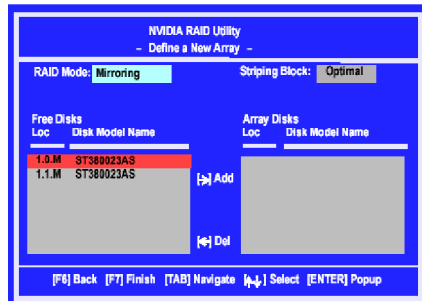 NVIDIA RAID Utility
– Define a New Array –
RAID Mode: Mirroring Striping Block: Optimal
Free Disks Array Disks
Loc Disk Model Name Loc Disk Model Name
1.0.M ST380023AS
1.1.M ST380023AS
[→] Add
[←] Del
[F6] Back [F7] Finish [TAB] Navigate [↑↓] Select [ENTER] Popup